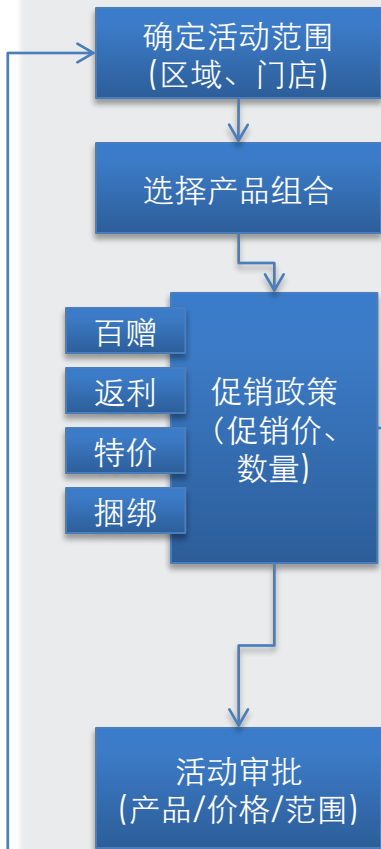 确定活动范围
(区域、门店)
选择产品组合
百赠
返利
特价
捆绑
促销政策
（促销价、
数量)
活动审批
(产品/价格/范围)